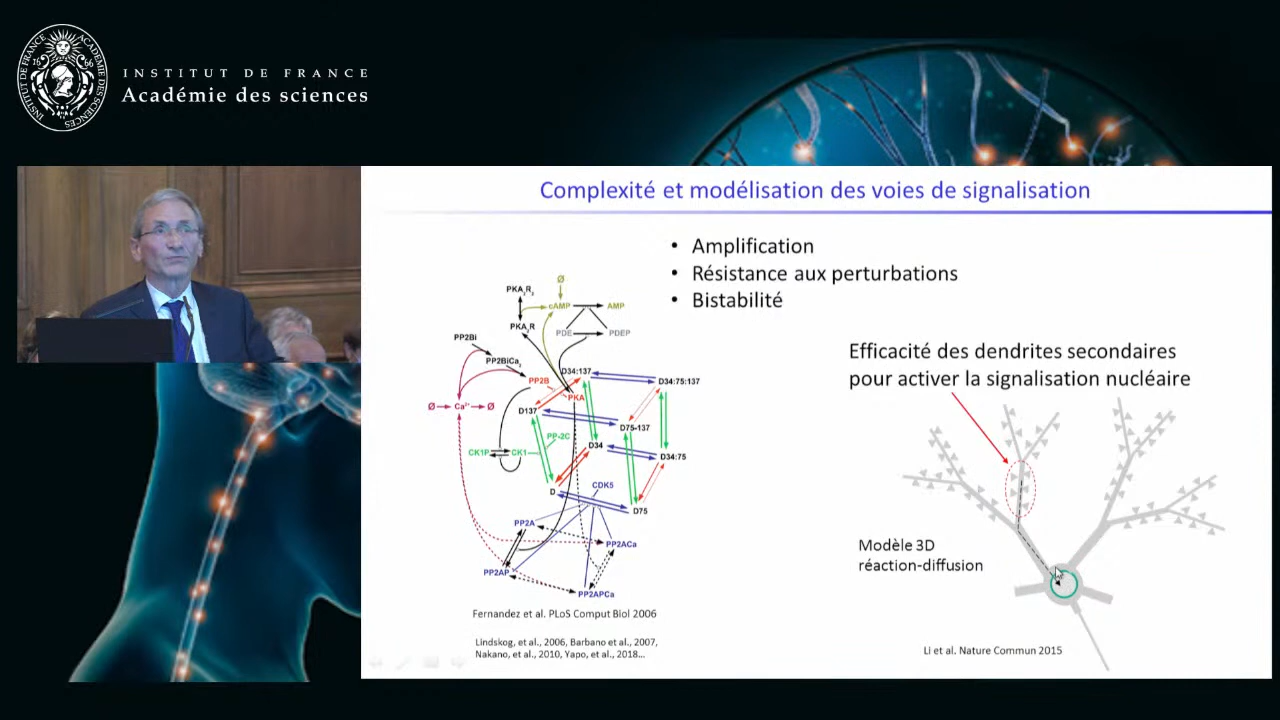 INSTITUT DE FRANCE
Académie des sciences
Complexité et modélisation des voies de signalisation
• Amplification
• Résistance aux perturbations
• Bistabilité
Ø
PKA2R2
cAMP
AMP
PKA2R
PDE
PDEP
PP2Bi
PP2BiCa2
PP2B
D34:137
D34:75:137
PKA
Ø
Ca2+
Ø
D137
D75-137
PP-2C
D34
CK1P
CK1
D34:75
CDK5
D
D75
PP2A
PP2ACa
PP2AP
PP2APCa
Fernandez et al. PLoS Comput Biol 2006
Lindskog, et al., 2006, Barbano et al., 2007,
Nakano, et al., 2010, Yapo, et al., 2018...
Efficacité des dendrites secondaires
pour activer la signalisation nucléaire
Modèle 3D
réaction-diffusion
Li et al. Nature Commun 2015